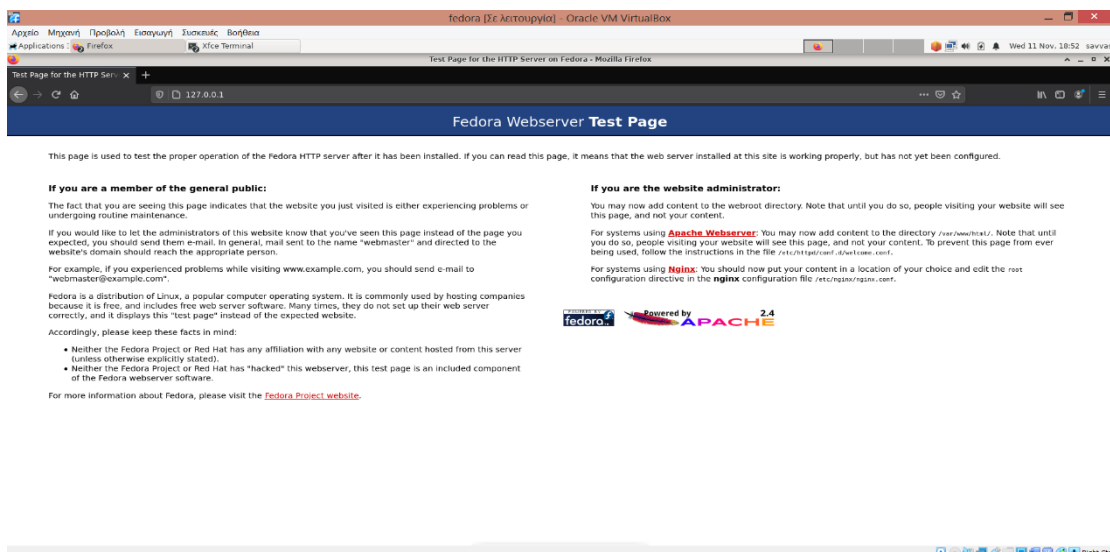 fedora [Σε λειτουργία] - Oracle VM VirtualBox
Αρχείο Μηχανή Προβολή Εισαγωγή Συσκευές Βοήθεια
Applications Firefox Xfce Terminal Wed 11 Nov. 18:52 savvas
Test Page for the HTTP Server on Fedora - Mozilla Firefox
Test Page for the HTTP Serv
127.0.0.1
Fedora Webserver Test Page
This page is used to test the proper operation of the Fedora HTTP server after it has been installed. If you can read this page, it means that the web server installed at this site is working properly, but has not yet been configured.
If you are a member of the general public:
The fact that you are seeing this page indicates that the website you just visited is either experiencing problems or
undergoing routine maintenance.
If you would like to let the administrators of this website know that you've seen this page instead of the page you
expected, you should send them e-mail. In general, mail sent to the name "webmaster" and directed to the
website's domain should reach the appropriate person.
For example, if you experienced problems while visiting www.example.com, you should send e-mail to
"webmaster@example.com".
Fedora is a distribution of Linux, a popular computer operating system. It is commonly used by hosting companies
because it is free, and includes free web server software. Many times, they do not set up their web server
correctly, and it displays this "test page" instead of the expected website.
Accordingly, please keep these facts in mind:
• Neither the Fedora Project or Red Hat has any affiliation with any website or content hosted from this server
(unless otherwise explicitly stated).
• Neither the Fedora Project or Red Hat has "hacked" this webserver, this test page is an included component
of the Fedora webserver software.
For more information about Fedora, please visit the Fedora Project website.
If you are the website administrator:
You may now add content to the webroot directory. Note that until you do so, people visiting your website will see
this page, and not your content.
For systems using Apache Webserver: You may now add content to the directory /var/www/html/. Note that until
you do so, people visiting your website will see this page, and not your content. To prevent this page from ever
being used, follow the instructions in the file /etc/httpd/conf.d/welcome.conf.
For systems using Nginx: You should now put your content in a location of your choice and edit the root
configuration directive in the nginx configuration file /etc/nginx/nginx.conf.
POWERED BY
fedora
Powered by 2.4
APACHE